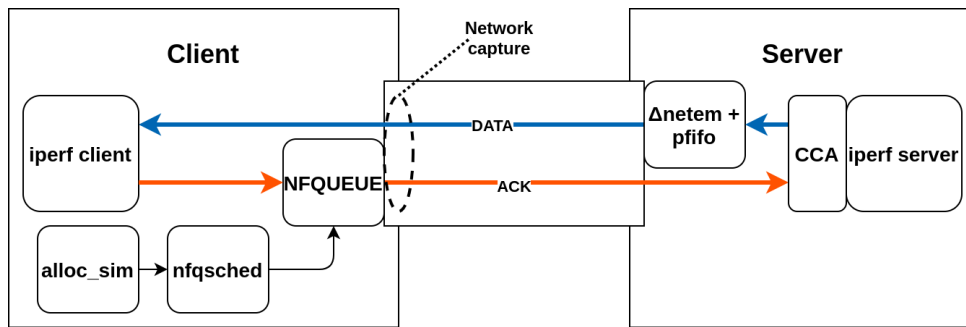 Client
Network
capture
Server
iperf client
DATA
NFQUEUE
ACK
Δnetem +
pfifo
CCA
iperf server
alloc_sim
nfqsched